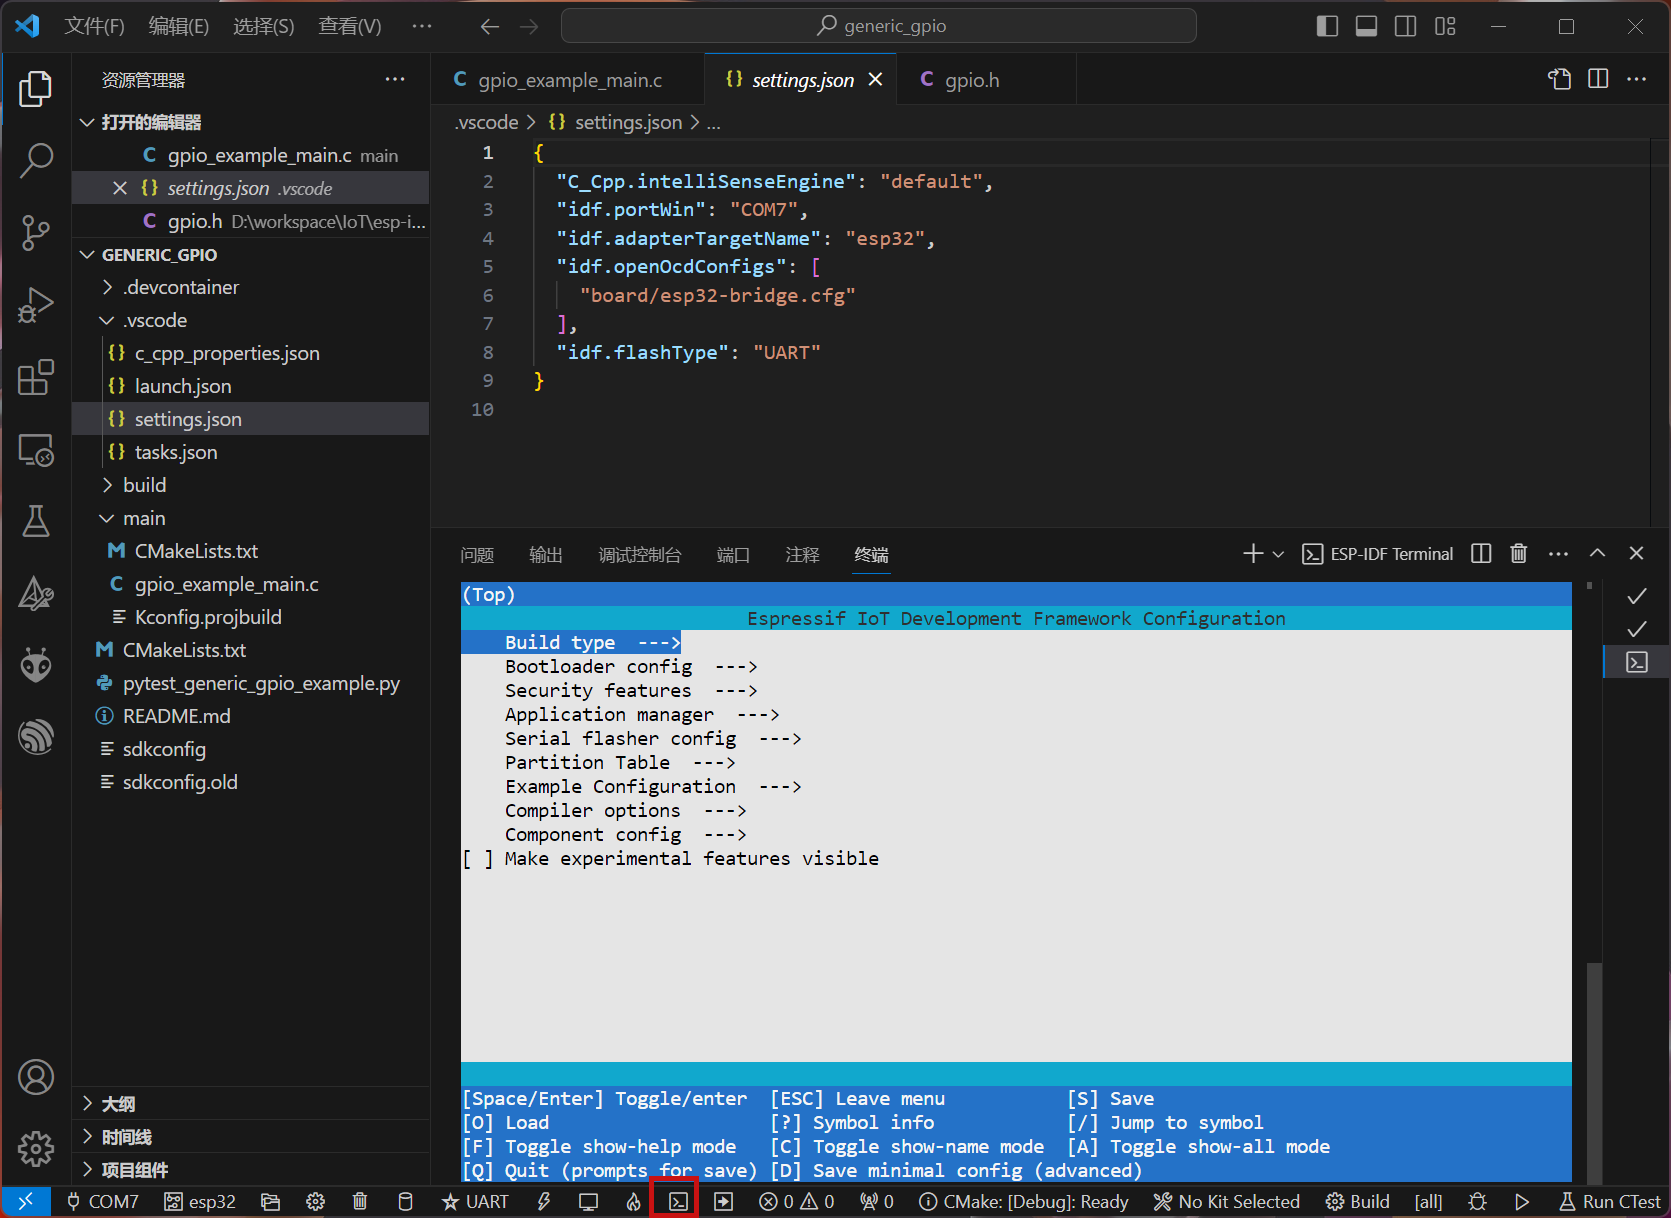 文件(F) 编辑(E) 选择(S) 查看(V) ··· generic_gpio
资源管理器
打开的编辑器
gpio_example_main.c main
settings.json .vscode
gpio.h D:\workspace\IoT\esp-i...
GENERIC_GPIO
.devcontainer
.vscode
c_cpp_properties.json
launch.json
settings.json
tasks.json
build
main
CMakeLists.txt
gpio_example_main.c
Kconfig.projbuild
CMakeLists.txt
pytest_generic_gpio_example.py
README.md
sdkconfig
sdkconfig.old
大纲
时间线
项目组件
gpio_example_main.c settings.json gpio.h
.vscode > {} settings.json > ...
1 {
2 "C_Cpp.intelliSenseEngine": "default",
3 "idf.portWin": "COM7",
4 "idf.adapterTargetName": "esp32",
5 "idf.openOcdConfigs": [
6 "board/esp32-bridge.cfg"
7 ],
8 "idf.flashType": "UART"
9 }
10
问题 输出 调试控制台 端口 注释 终端 ESP-IDF Terminal
(Top)
Espressif IoT Development Framework Configuration
Build type --->
Bootloader config --->
Security features --->
Application manager --->
Serial flasher config --->
Partition Table --->
Example Configuration --->
Compiler options --->
Component config --->
[ ] Make experimental features visible
[Space/Enter] Toggle/enter [ESC] Leave menu [S] Save
[O] Load [?] Symbol info [/] Jump to symbol
[F] Toggle show-help mode [C] Toggle show-name mode [A] Toggle show-all mode
[Q] Quit (prompts for save) [D] Save minimal config (advanced)
COM7 esp32 UART 0 0 0 CMake: [Debug]: Ready No Kit Selected Build [all] Run CTest